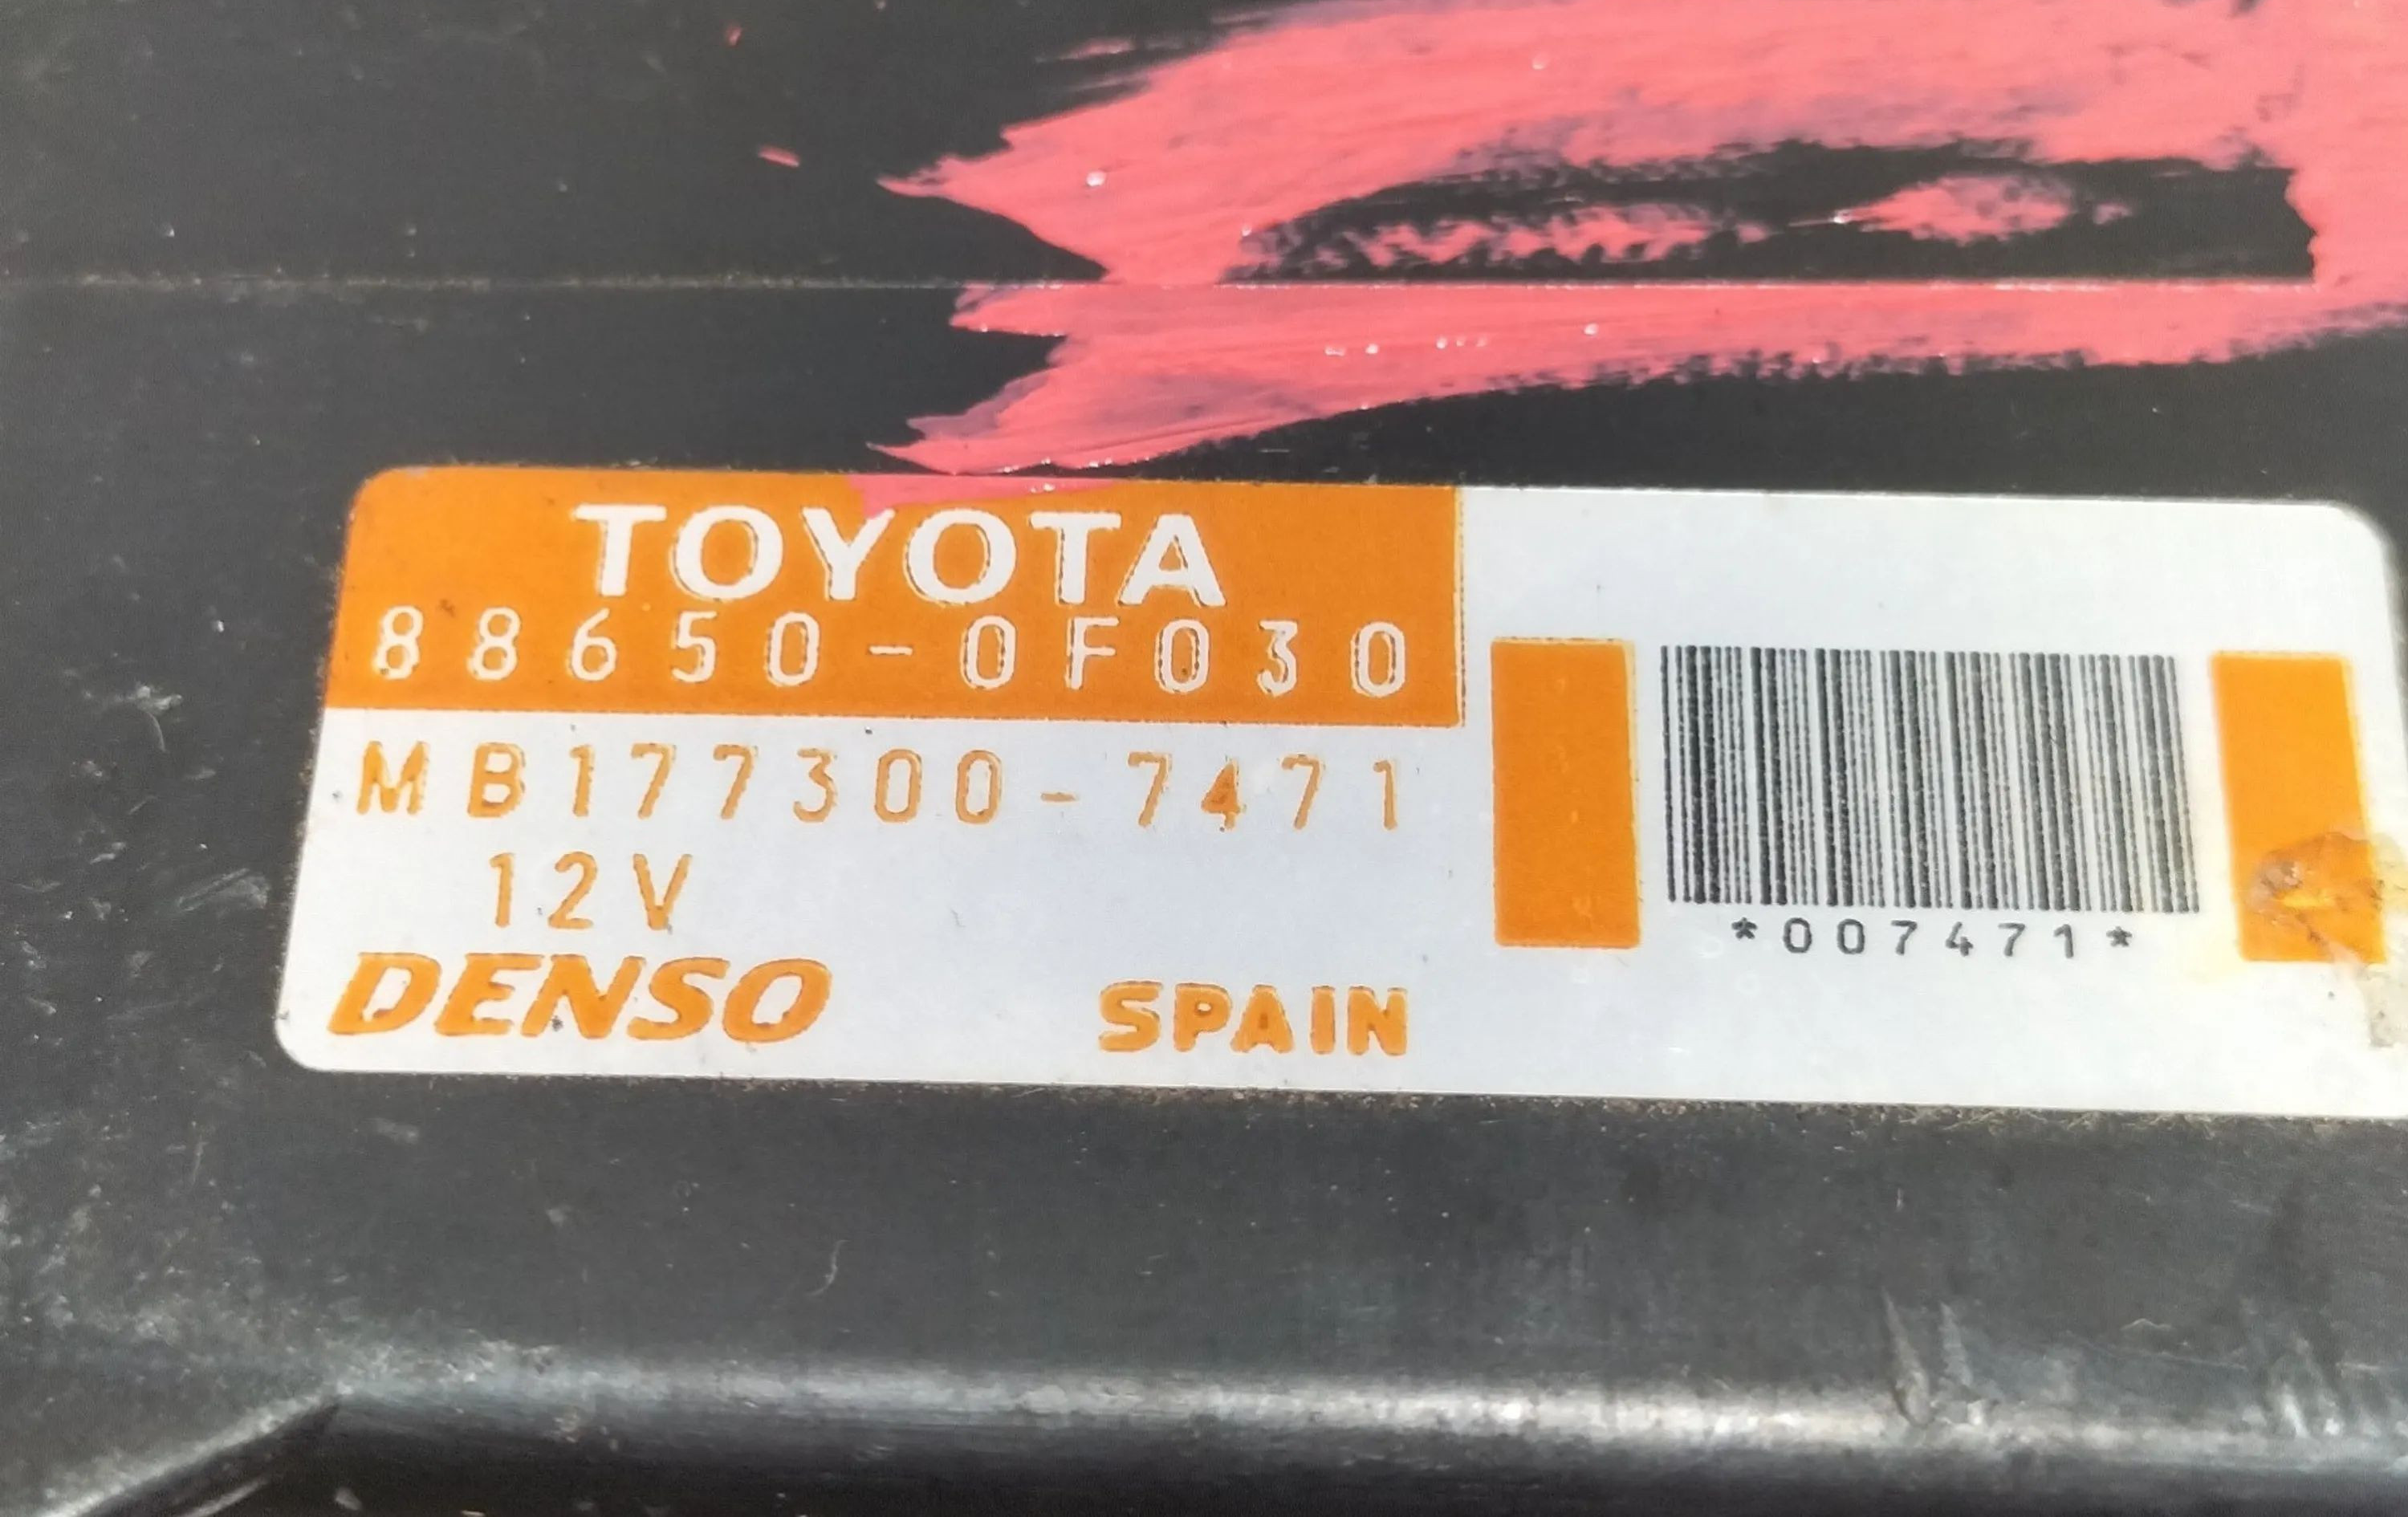 TOYOTA
88650-0F030
MB177300-7471
12V
DENSO SPAIN
*007471*